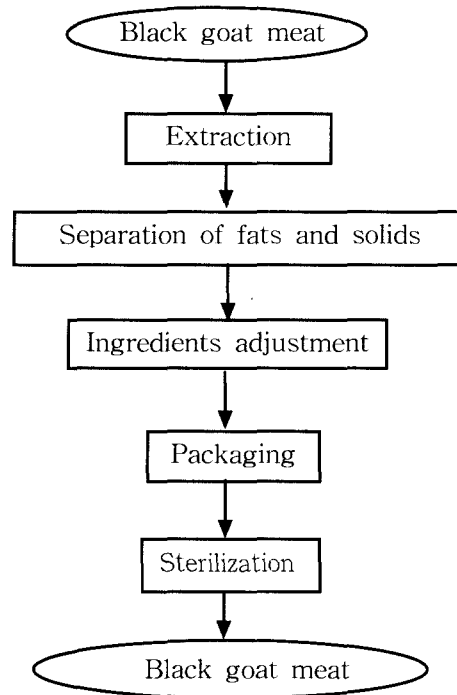 Black goat meat
Extraction
Separation of fats and solids
Ingredients adjustment
Packaging
Sterilization
Black goat meat